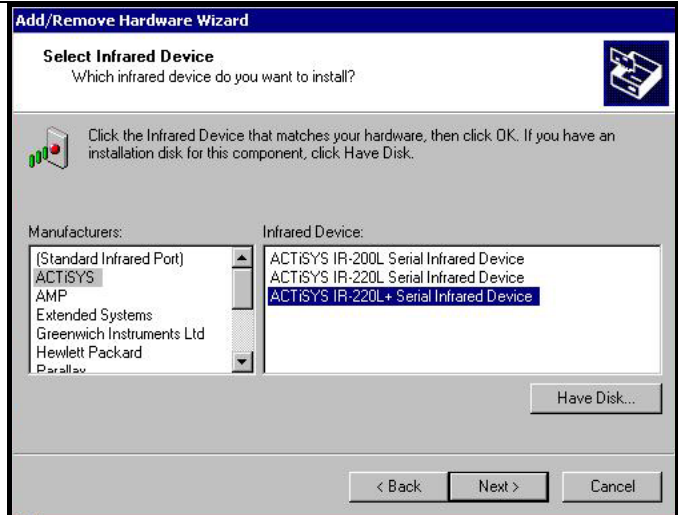 Add/Remove Hardware Wizard
Select Infrared Device
Which infrared device do you want to install?
Click the Infrared Device that matches your hardware, then click OK. If you have an
installation disk for this component, click Have Disk.
Manufacturers:
(Standard Infrared Port)
ACTiSYS
AMP
Extended Systems
Greenwich Instruments Ltd
Hewlett Packard
Parallax
Infrared Device:
ACTiSYS IR-200L Serial Infrared Device
ACTiSYS IR-220L Serial Infrared Device
ACTiSYS IR-220L+ Serial Infrared Device
Have Disk...
< Back
Next >
Cancel